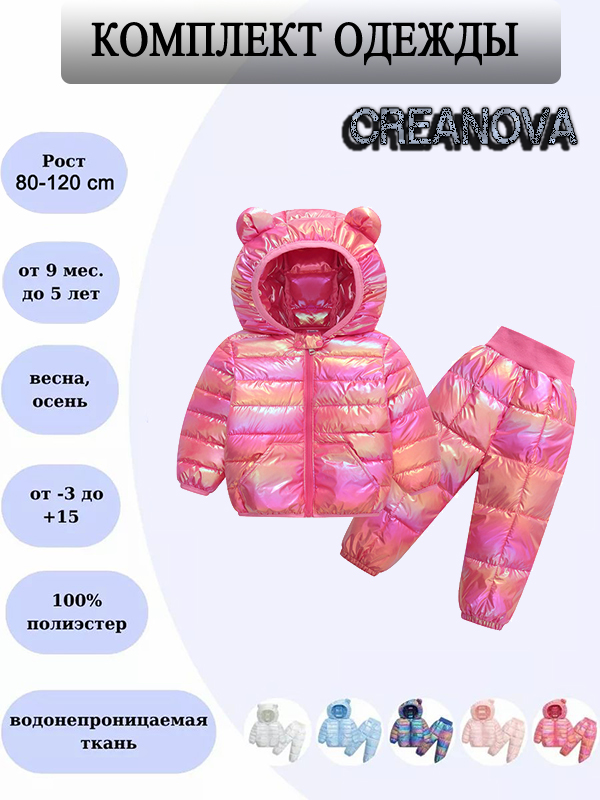 КОМПЛЕКТ ОДЕЖДЫ
CREANOVA
Рост
80-120 cm
от 9 мес.
до 5 лет
весна,
осень
от -3 до
+15
100%
полиэстер
водонепроницаемая
ткань